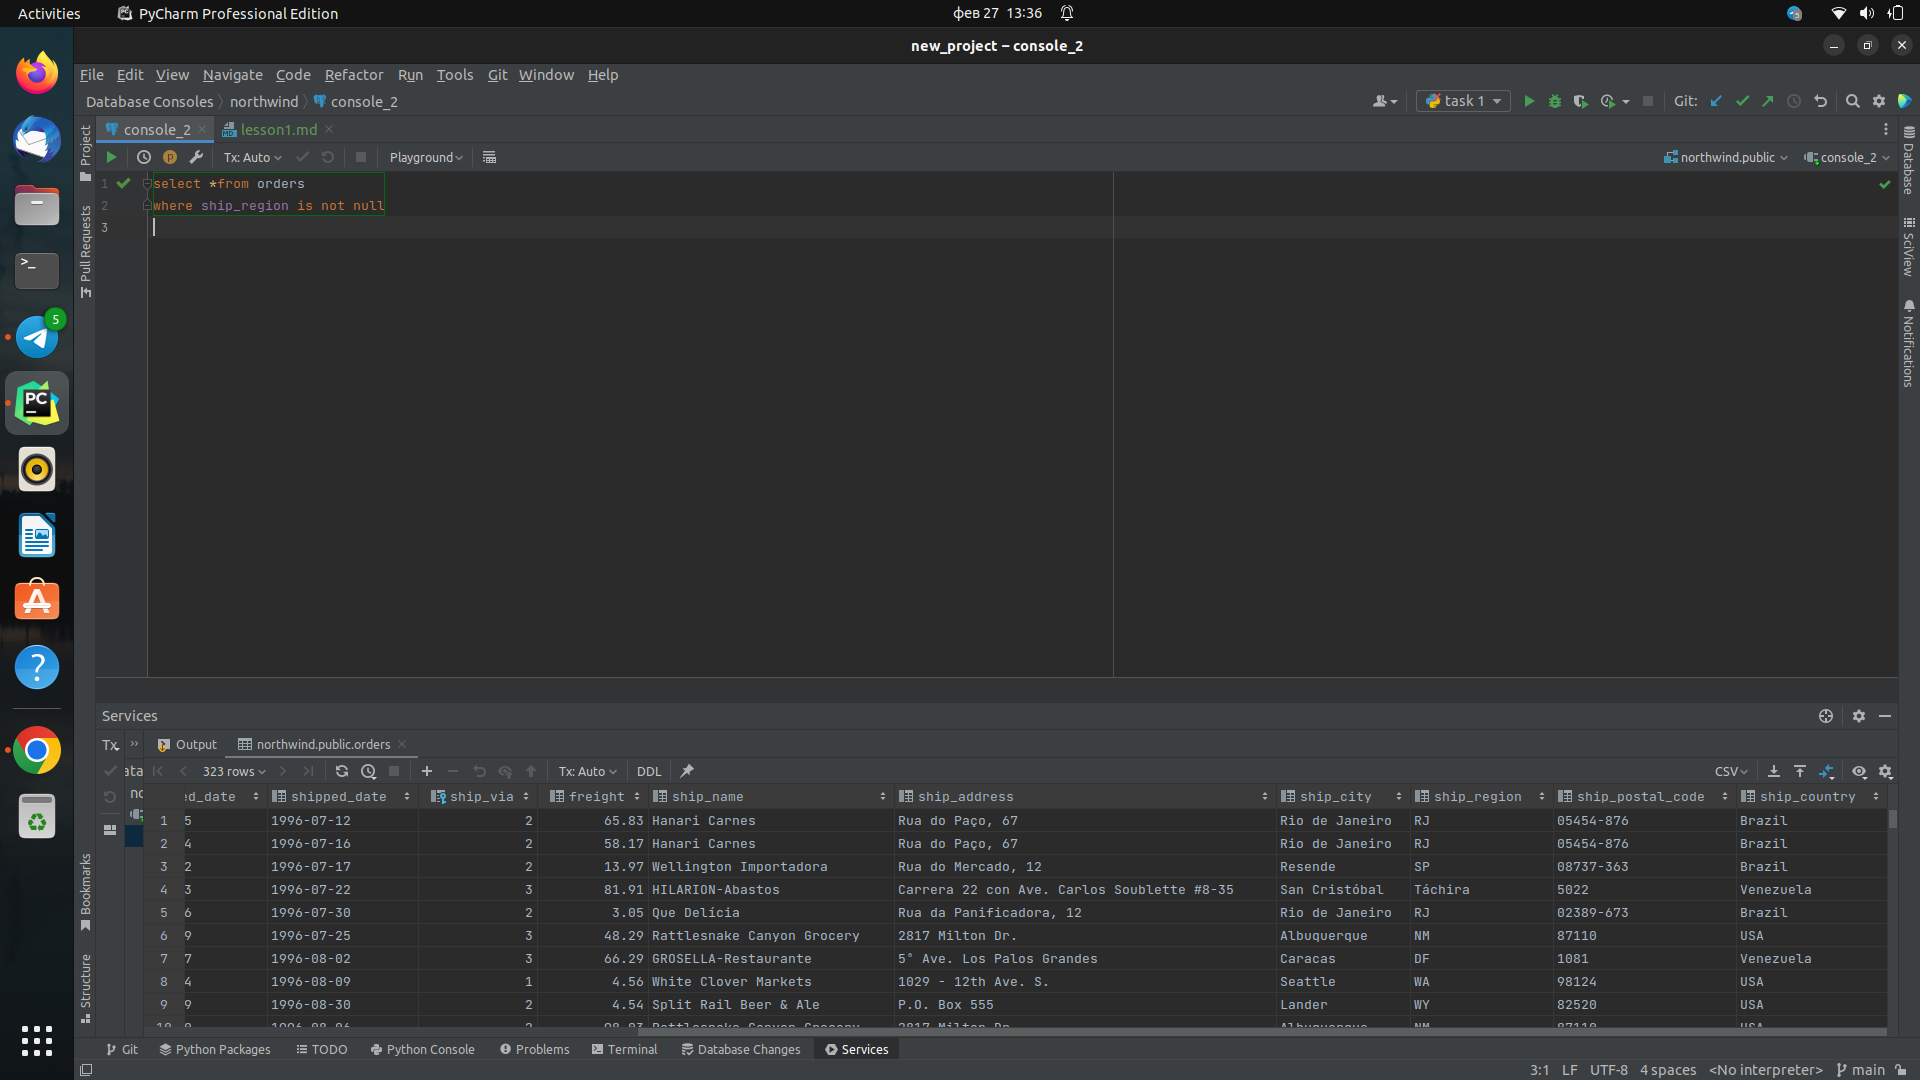 Activities PyCharm Professional Edition фев 27 13:36
new_project – console_2
File Edit View Navigate Code Refactor Run Tools Git Window Help
Database Consoles northwind console_2 task 1 Git:
console_2 lesson1.md
Tx: Auto Playground northwind.public console_2
1 select *from orders
2 where ship_region is not null
3
Project
Pull Requests
Bookmarks
Structure
Database
SciView
Notifications
5
Services
Tx Output northwind.public.orders
323 rows Tx: Auto DDL CSV
ed_date shipped_date ship_via freight ship_name ship_address ship_city ship_region ship_postal_code ship_country
1 5 1996-07-12 2 65.83 Hanari Carnes Rua do Paço, 67 Rio de Janeiro RJ 05454-876 Brazil
2 4 1996-07-16 2 58.17 Hanari Carnes Rua do Paço, 67 Rio de Janeiro RJ 05454-876 Brazil
3 2 1996-07-17 2 13.97 Wellington Importadora Rua do Mercado, 12 Resende SP 08737-363 Brazil
4 3 1996-07-22 3 81.91 HILARION-Abastos Carrera 22 con Ave. Carlos Soublette #8-35 San Cristóbal Táchira 5022 Venezuela
5 6 1996-07-30 2 3.05 Que Delícia Rua da Panificadora, 12 Rio de Janeiro RJ 02389-673 Brazil
6 9 1996-07-25 3 48.29 Rattlesnake Canyon Grocery 2817 Milton Dr. Albuquerque NM 87110 USA
7 7 1996-08-02 3 66.29 GROSELLA-Restaurante 5ª Ave. Los Palos Grandes Caracas DF 1081 Venezuela
8 4 1996-08-09 1 4.56 White Clover Markets 1029 - 12th Ave. S. Seattle WA 98124 USA
9 9 1996-08-30 2 4.54 Split Rail Beer & Ale P.O. Box 555 Lander WY 82520 USA
Git Python Packages TODO Python Console Problems Terminal Database Changes Services
3:1 LF UTF-8 4 spaces <No interpreter> main